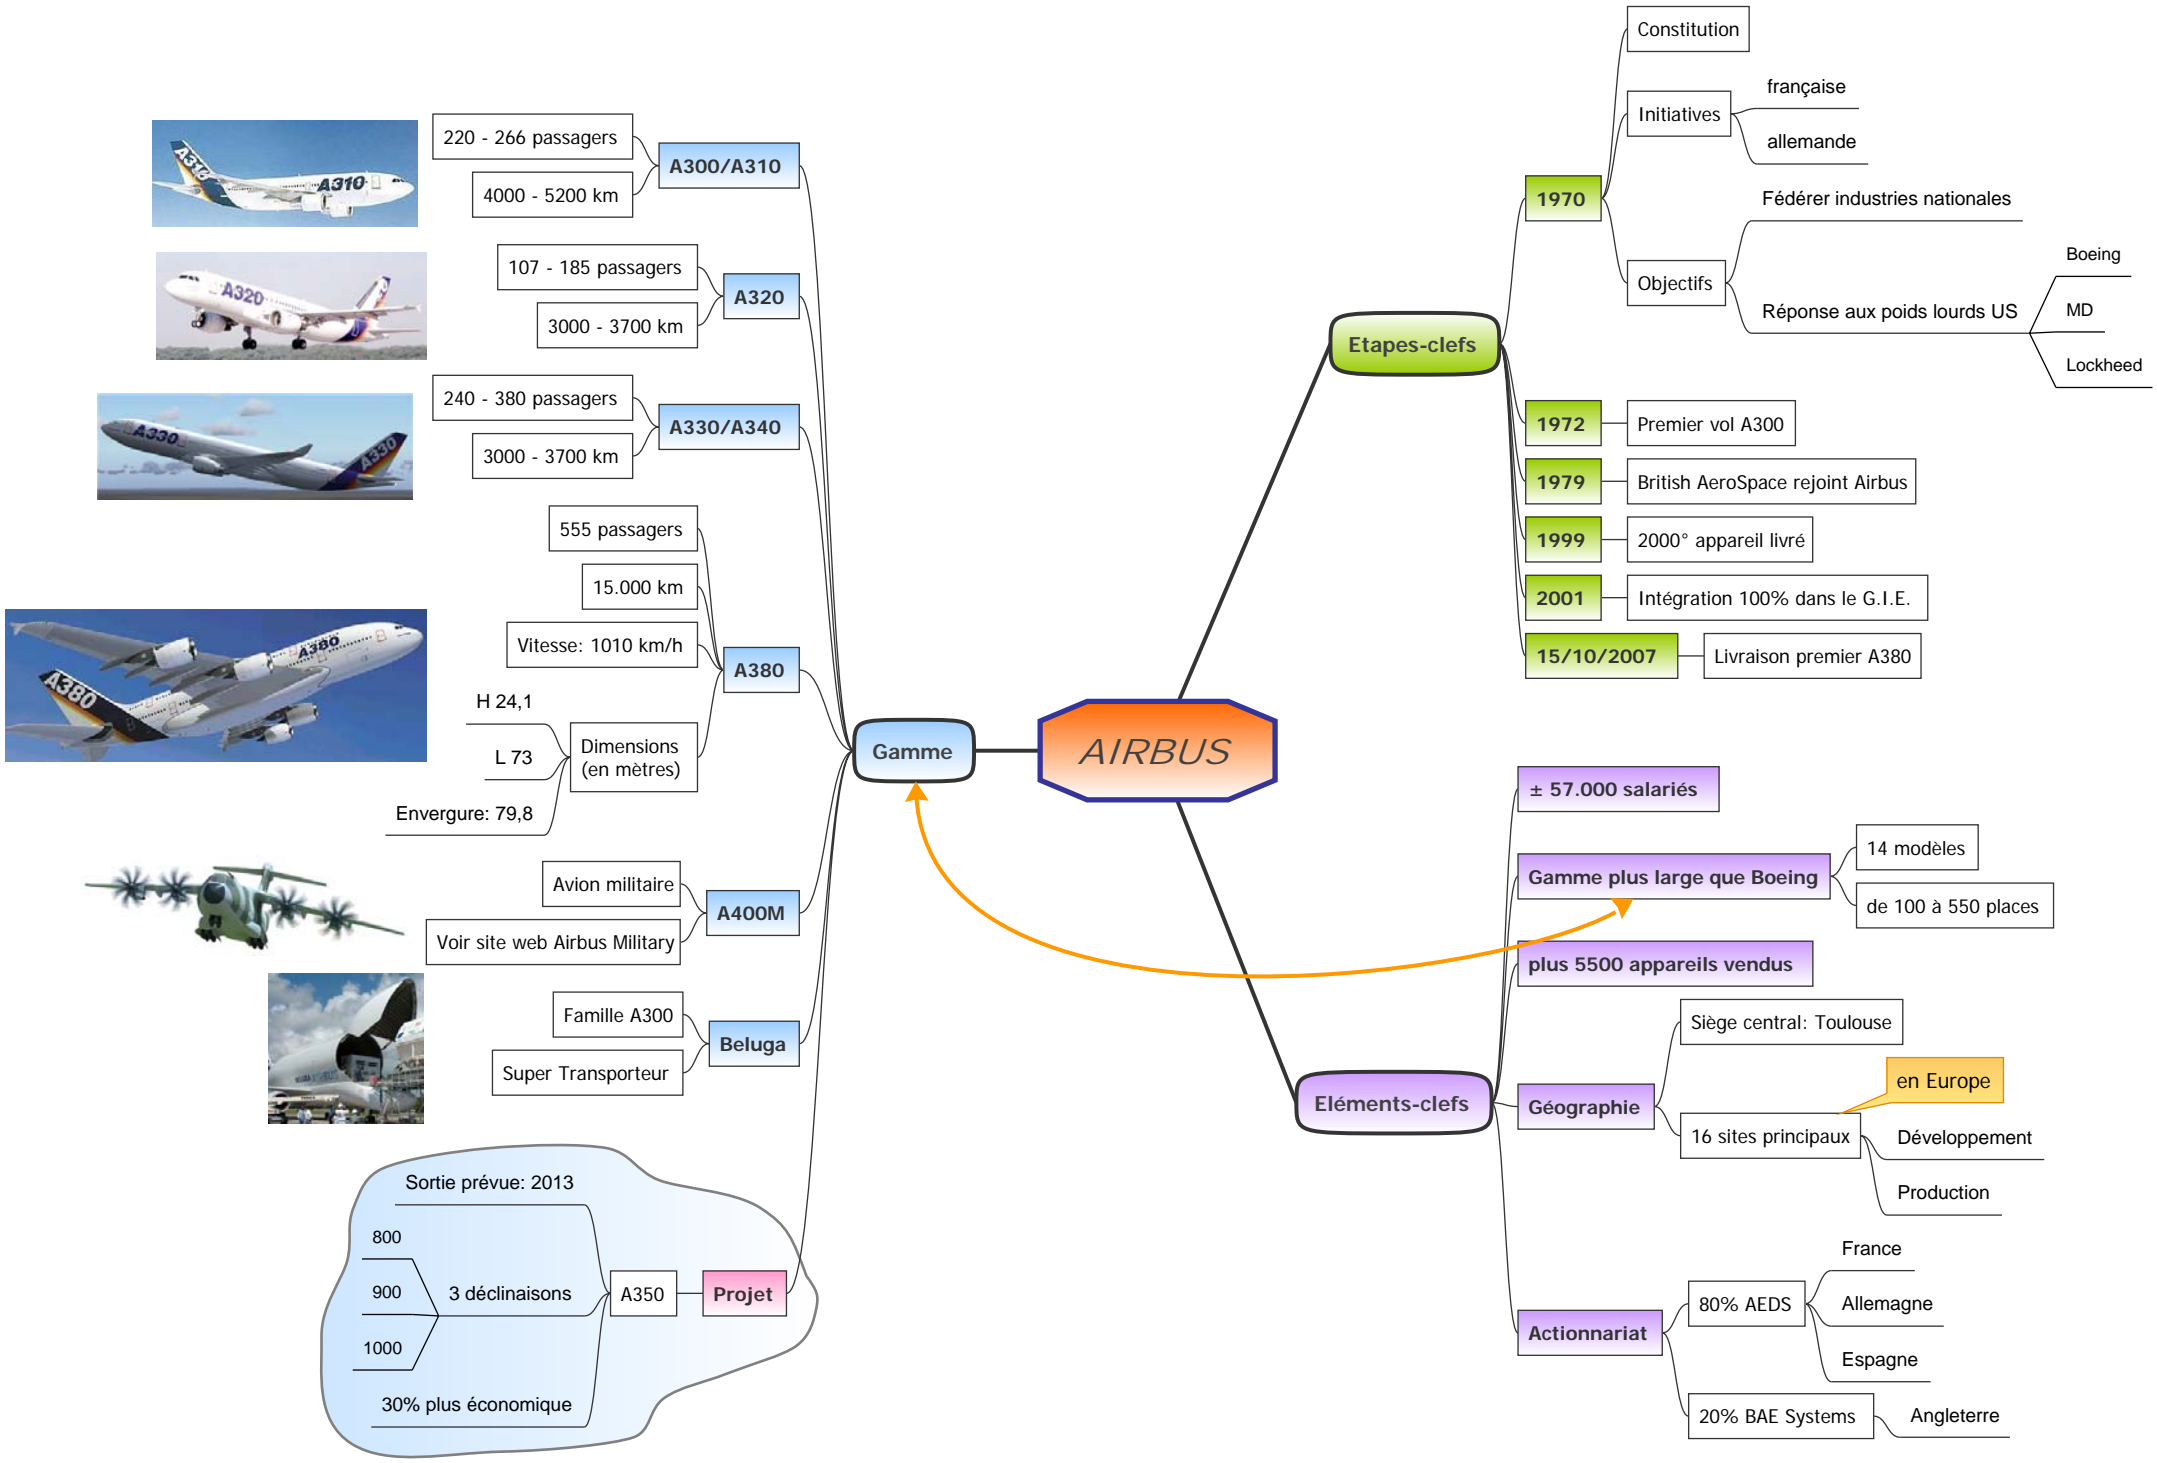 AIRBUS
Etapes-clefs
1970
Constitution
Initiatives
française
allemande
Objectifs
Fédérer industries nationales
Réponse aux poids lourds US
Boeing
MD
Lockheed
1972
Premier vol A300
1979
British AeroSpace rejoint Airbus
1999
2000° appareil livré
2001
Intégration 100% dans le G.I.E.
15/10/2007
Livraison premier A380
Eléments-clefs
± 57.000 salariés
Gamme plus large que Boeing
14 modèles
de 100 à 550 places
plus 5500 appareils vendus
Géographie
Siège central: Toulouse
16 sites principaux
en Europe
Développement
Production
Actionnariat
80% AEDS
France
Allemagne
Espagne
20% BAE Systems
Angleterre
Gamme
A300/A310
220 - 266 passagers
4000 - 5200 km
A310
A310
A320
107 - 185 passagers
3000 - 3700 km
A320
A330/A340
240 - 380 passagers
3000 - 3700 km
A330
A330
A380
555 passagers
15.000 km
Vitesse: 1010 km/h
Dimensions
(en mètres)
H 24,1
L 73
Envergure: 79,8
A380
A380
A400M
Avion militaire
Voir site web Airbus Military
Beluga
Famille A300
Super Transporteur
Projet
A350
Sortie prévue: 2013
3 déclinaisons
800
900
1000
30% plus économique